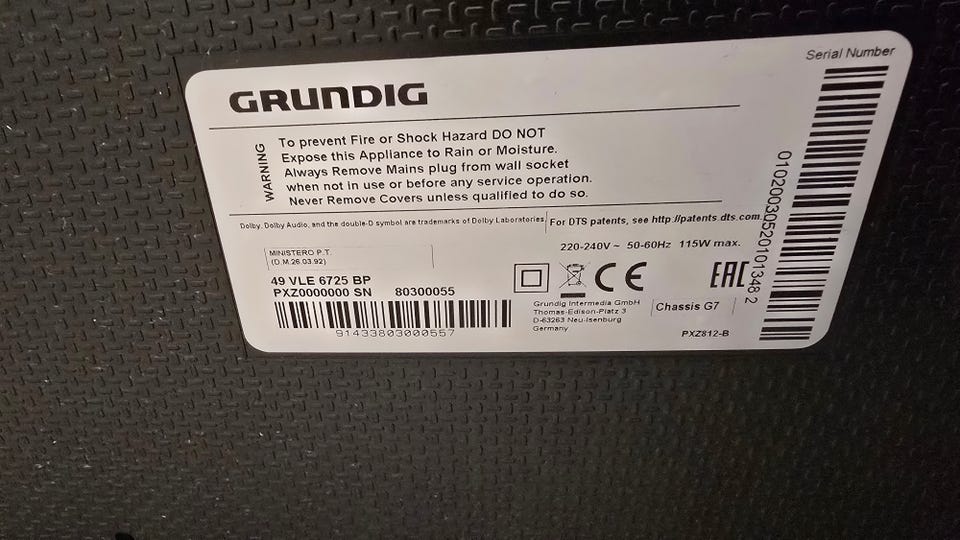 Serial Number
GRUNDIG
WARNING
To prevent Fire or Shock Hazard DO NOT
Expose this Appliance to Rain or Moisture.
Always Remove Mains plug from wall socket
when not in use or before any service operation.
Never Remove Covers unless qualified to do so.
Dolby, Dolby Audio, and the double-D symbol are trademarks of Dolby Laboratories.
For DTS patents, see http://patents.dts.com.
MINISTERO P.T.
(D.M.26.03.92)
220-240V ~ 50-60Hz 115W max.
49 VLE 6725 BP
PXZ0000000 SN 80300055
91433803000557
CE
EAC
Grundig Intermedia GmbH
Thomas-Edison-Platz 3
D-63263 Neu-Isenburg
Germany
Chassis G7
PXZ812-B